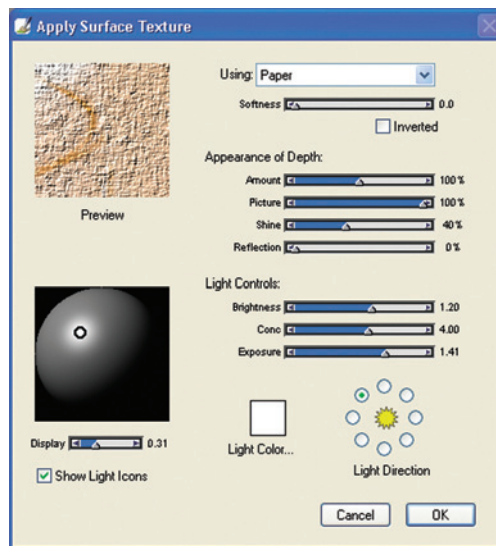 Apply Surface Texture
Using: Paper
Softness 0.0
Inverted
Appearance of Depth:
Amount 100%
Picture 100%
Shine 40%
Reflection 0%
Preview
Light Controls:
Brightness 1.20
Conc 4.00
Exposure 1.41
Display 0.31
Show Light Icons
Light Color...
Light Direction
Cancel OK